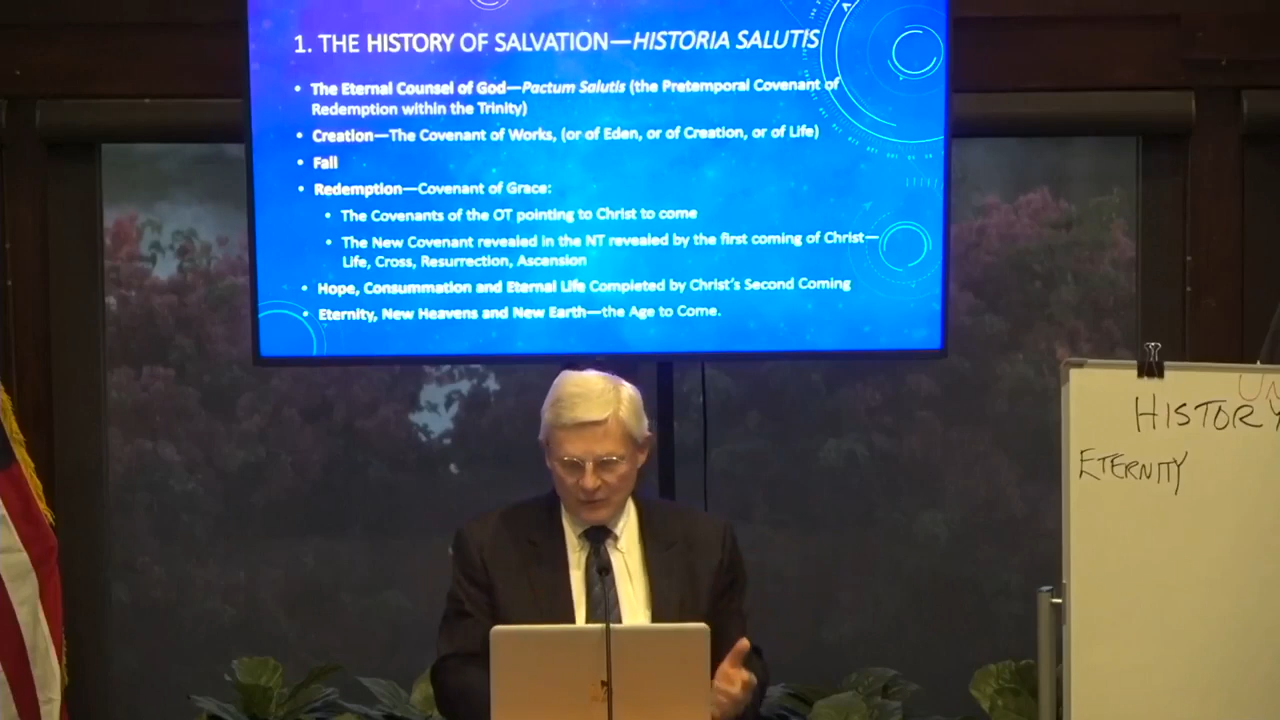 1. THE HISTORY OF SALVATION—HISTORIA SALUTIS
• The Eternal Counsel of God—Pactum Salutis (the Pretemporal Covenant of
Redemption within the Trinity)
• Creation—The Covenant of Works, (or of Eden, or of Creation, or of Life)
• Fall
• Redemption—Covenant of Grace:
• The Covenants of the OT pointing to Christ to come
• The New Covenant revealed in the NT revealed by the first coming of Christ—
Life, Cross, Resurrection, Ascension
• Hope, Consummation and Eternal Life Completed by Christ's Second Coming
• Eternity, New Heavens and New Earth—the Age to Come.
HISTORY
ETERNITY